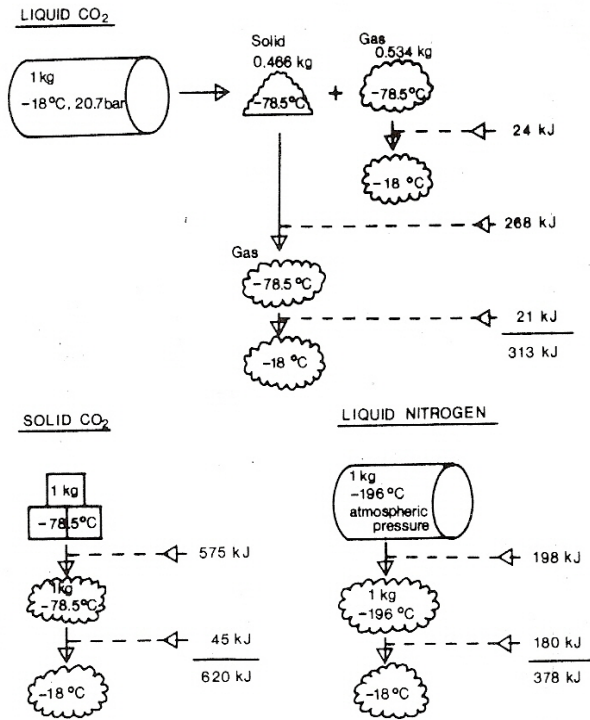 LIQUID CO₂
1 kg
-18 °C, 20.7 bar
Solid
0.466 kg
-78.5 °C
+
Gas
0.534 kg
-78.5 °C
24 kJ
-18 °C
268 kJ
Gas
-78.5 °C
21 kJ
313 kJ
-18 °C
SOLID CO₂
1 kg
-78.5 °C
575 kJ
1 kg
-78.5 °C
45 kJ
620 kJ
-18 °C
LIQUID NITROGEN
1 kg
-196 °C
atmospheric
pressure
198 kJ
1 kg
-196 °C
180 kJ
378 kJ
-18 °C